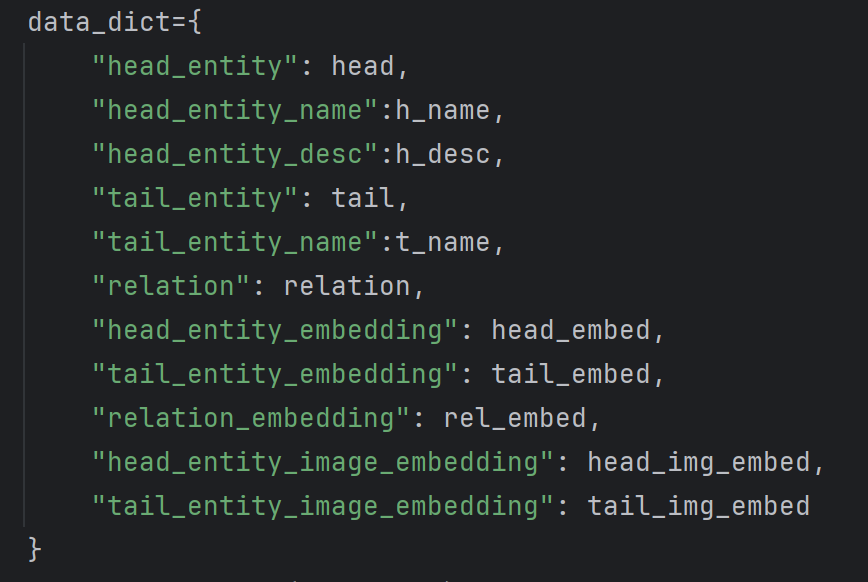 data_dict={
    "head_entity": head,
    "head_entity_name":h_name,
    "head_entity_desc":h_desc,
    "tail_entity": tail,
    "tail_entity_name":t_name,
    "relation": relation,
    "head_entity_embedding": head_embed,
    "tail_entity_embedding": tail_embed,
    "relation_embedding": rel_embed,
    "head_entity_image_embedding": head_img_embed,
    "tail_entity_image_embedding": tail_img_embed
}